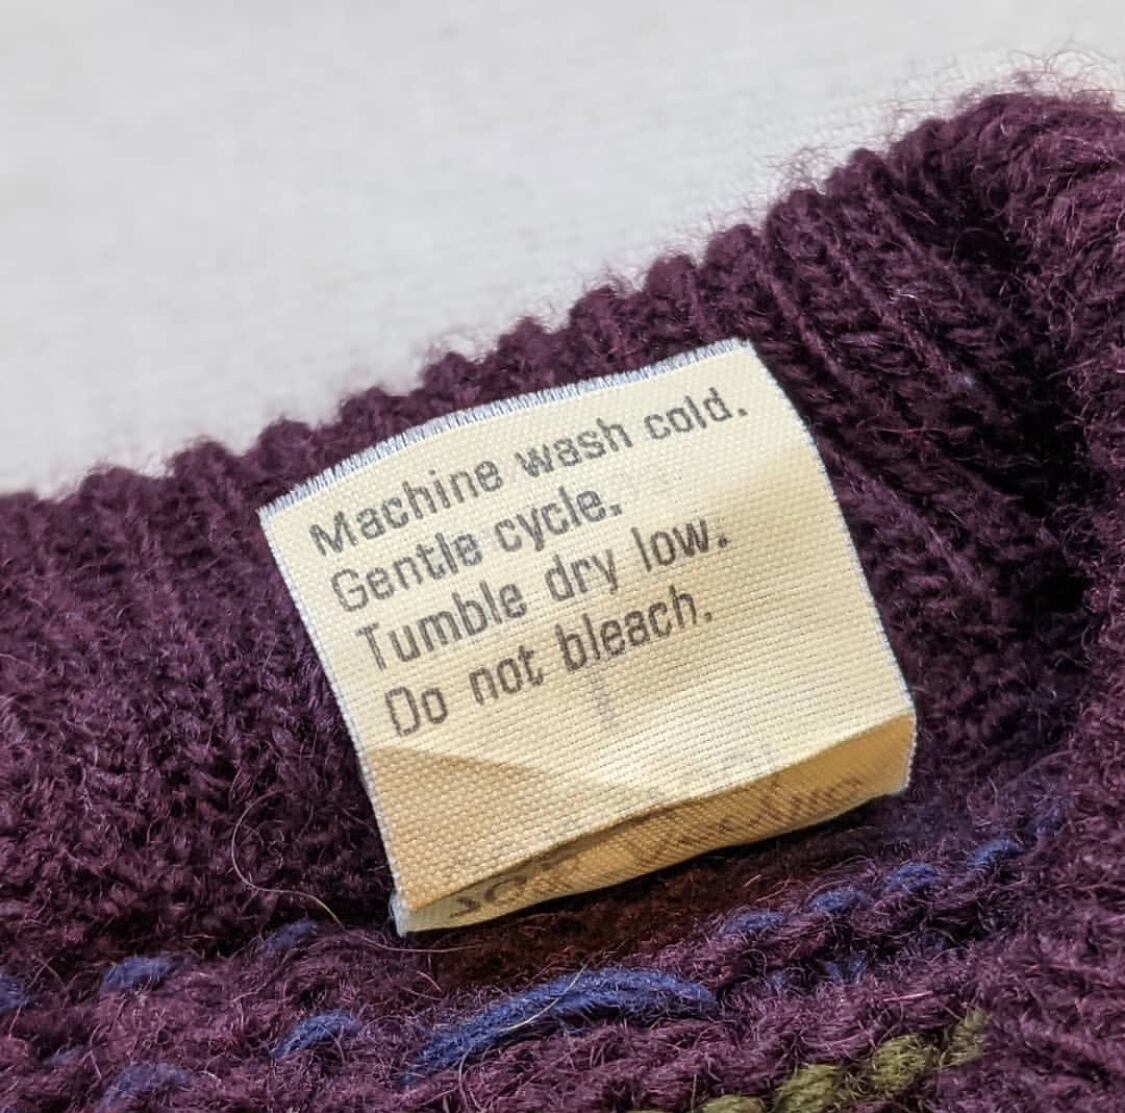 Machine wash cold.
Gentle cycle.
Tumble dry low.
Do not bleach.